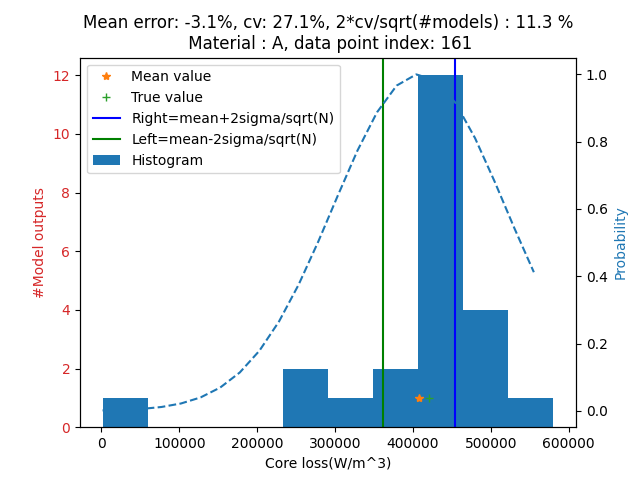 Mean error: -3.1%, cv: 27.1%, 2*cv/sqrt(#models) : 11.3 %
Material : A, data point index: 161
Mean value
True value
Right=mean+2sigma/sqrt(N)
Left=mean-2sigma/sqrt(N)
Histogram
12
10
8
6
4
2
0
#Model outputs
1.0
0.8
0.6
0.4
0.2
0.0
Probability
0 100000 200000 300000 400000 500000 600000
Core loss(W/m^3)